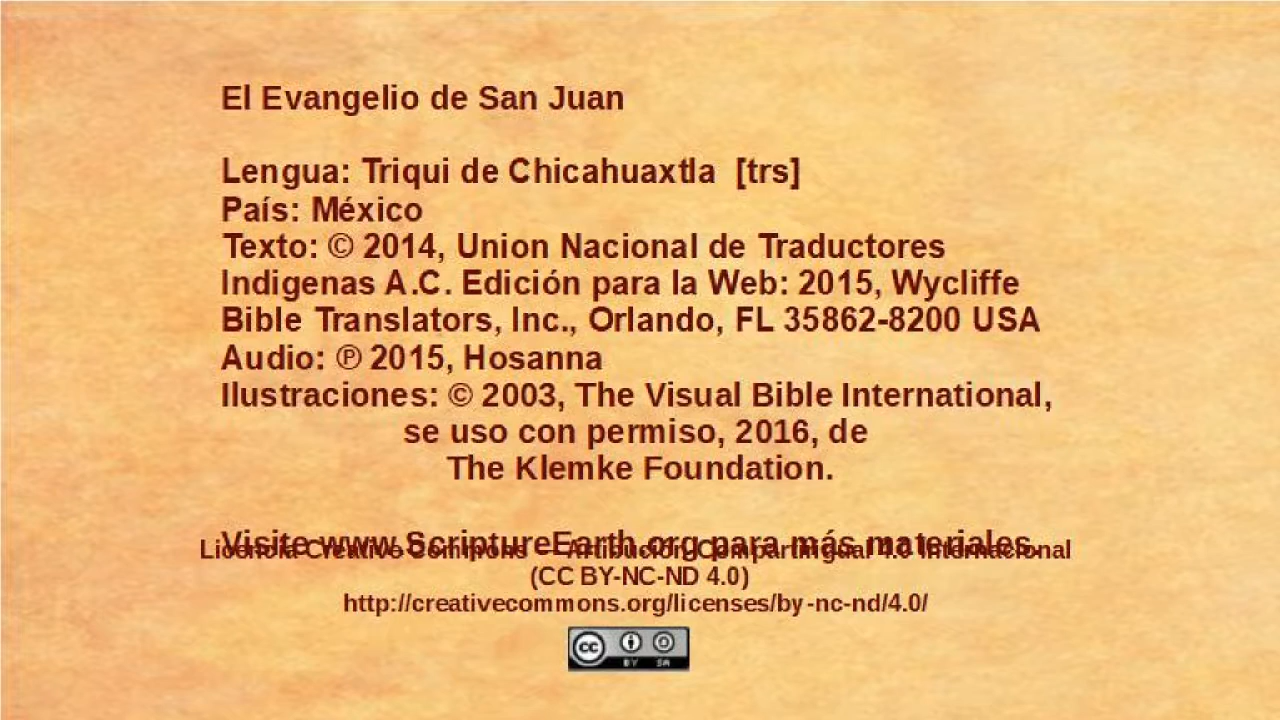 El Evangelio de San Juan
Lengua: Triqui de Chicahuaxtla [trs]
País: México
Texto: © 2014, Union Nacional de Traductores
Indigenas A.C. Edición para la Web: 2015, Wycliffe
Bible Translators, Inc., Orlando, FL 35862-8200 USA
Audio: ℗ 2015, Hosanna
Ilustraciones: © 2003, The Visual Bible International,
se uso con permiso, 2016, de
The Klemke Foundation.
Visite www.ScriptureEarth.org para más materiales.
Licencia Creative Commons — 4.0 Internacional
(CC BY-NC-ND 4.0)
http://creativecommons.org/licenses/by-nc-nd/4.0/
cc BY SA